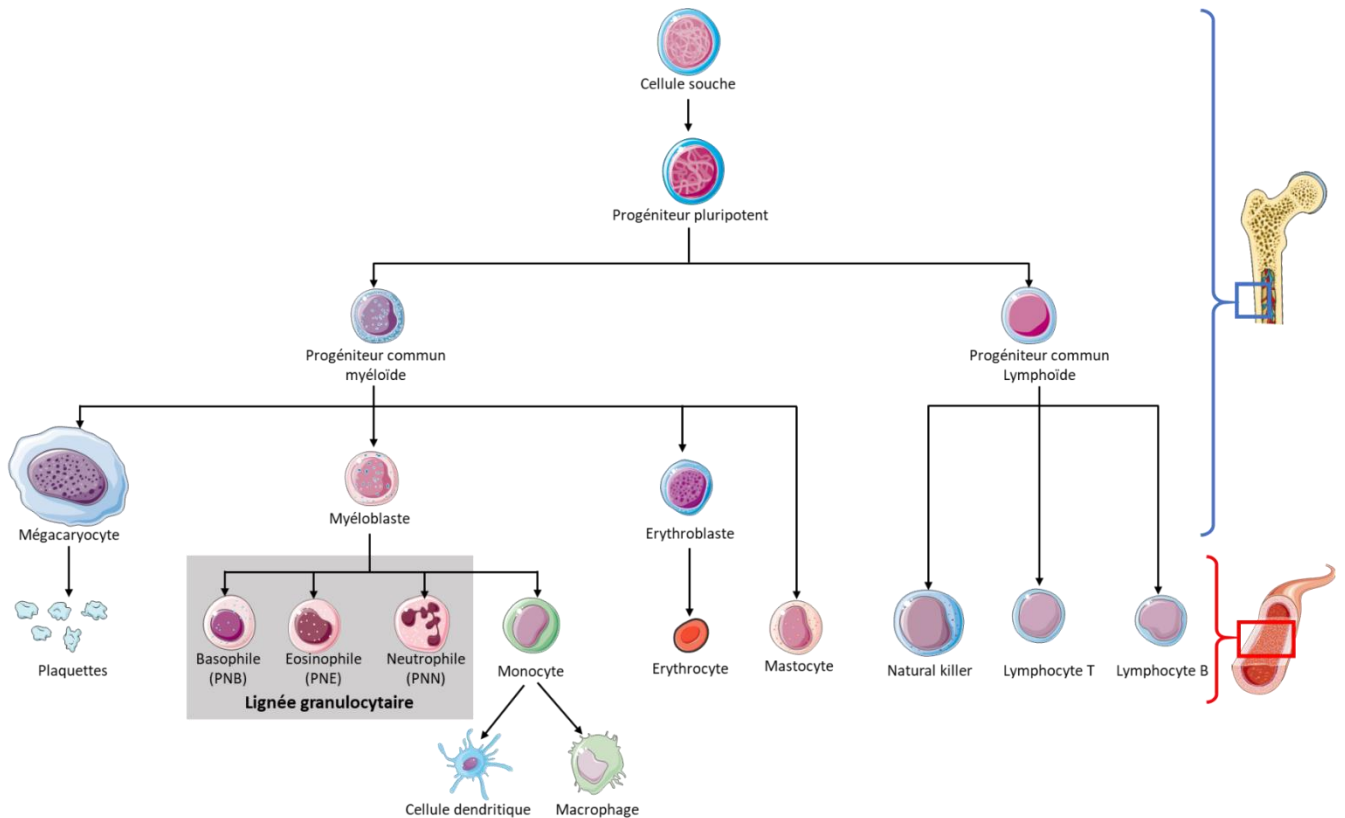 Cellule souche
Progéniteur pluripotent
Progéniteur commun
myéloïde
Progéniteur commun
Lymphoïde
Mégacaryocyte
Myéloblaste
Erythroblaste
Plaquettes
Basophile
(PNB)
Eosinophile
(PNE)
Neutrophile
(PNN)
Lignée granulocytaire
Monocyte
Erythrocyte
Mastocyte
Natural killer
Lymphocyte T
Lymphocyte B
Cellule dendritique
Macrophage